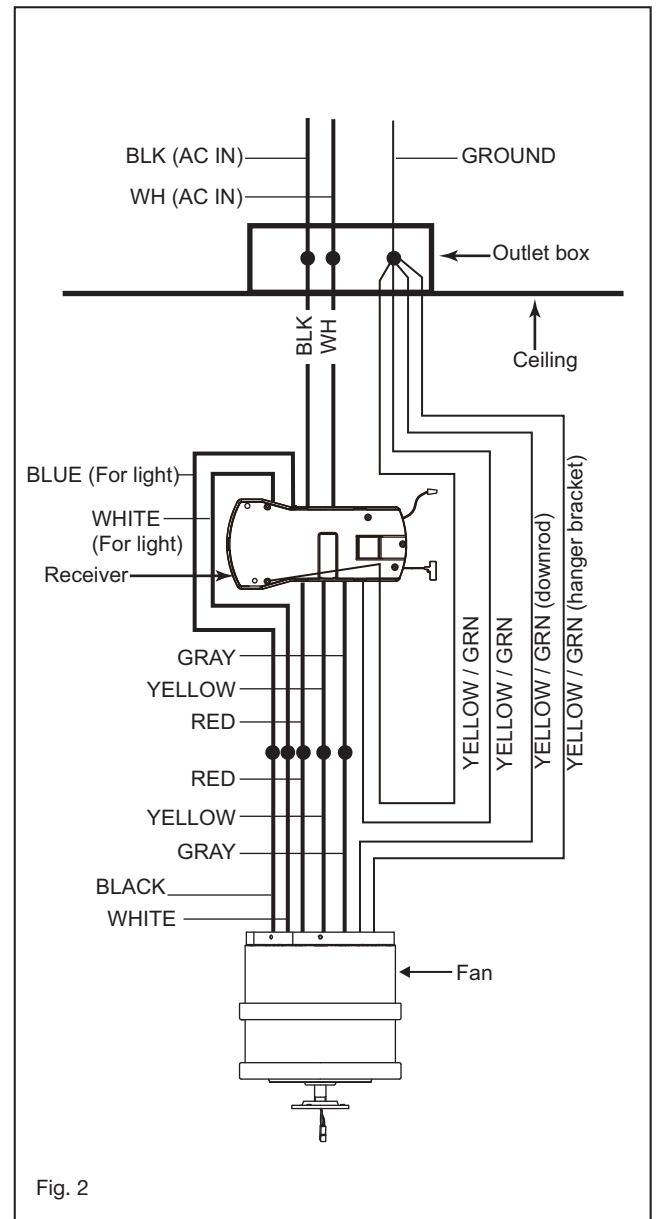 BLK (AC IN)
GROUND
WH (AC IN)
Outlet box
BLK
WH
Ceiling
BLUE (For light)
WHITE
(For light)
Receiver
YELLOW / GRN
YELLOW / GRN
YELLOW / GRN (downrod)
YELLOW / GRN (hanger bracket)
GRAY
YELLOW
RED
RED
YELLOW
GRAY
BLACK
WHITE
Fan
Fig. 2